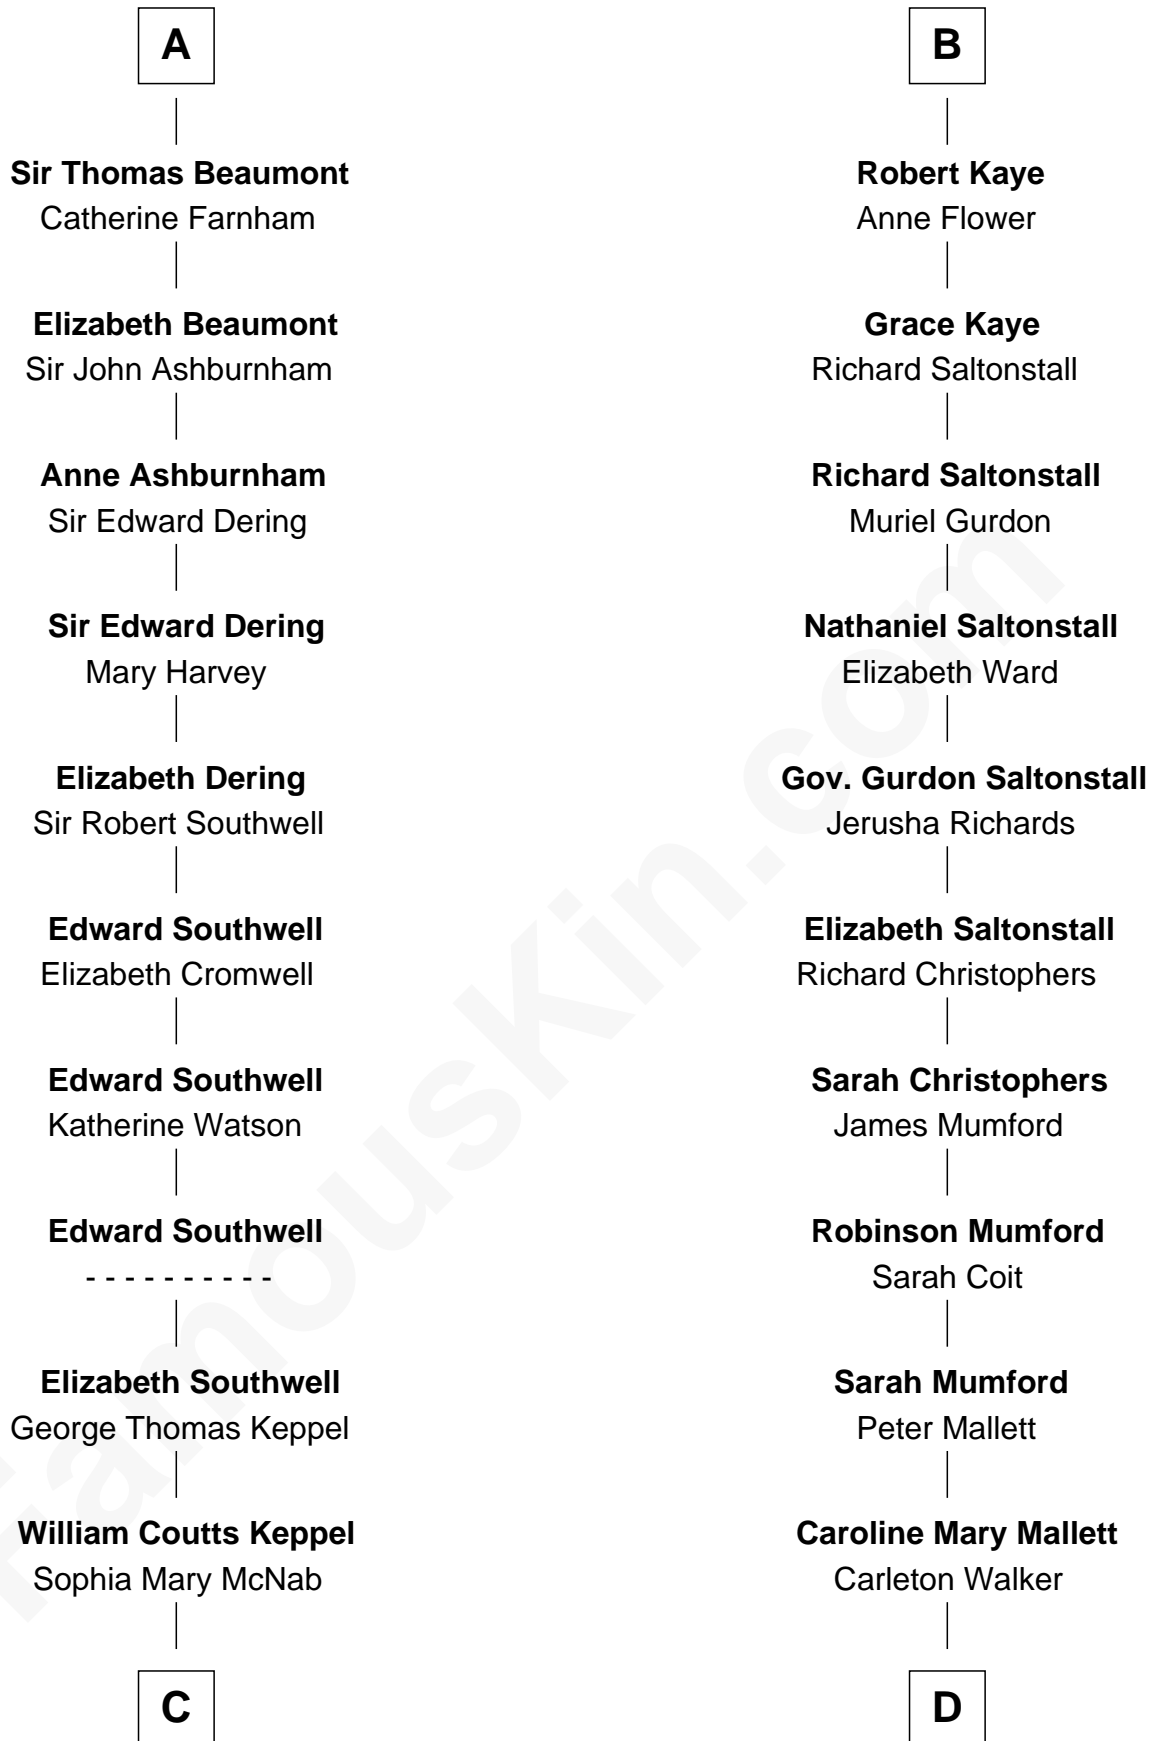 A
Sir Thomas Beaumont
Catherine Farnham
Elizabeth Beaumont
Sir John Ashburnham
Anne Ashburnham
Sir Edward Dering
Sir Edward Dering
Mary Harvey
Elizabeth Dering
Sir Robert Southwell
Edward Southwell
Elizabeth Cromwell
Edward Southwell
Katherine Watson
Edward Southwell
- - - - - - - - - -
Elizabeth Southwell
George Thomas Keppel
William Coutts Keppel
Sophia Mary McNab
C
B
Robert Kaye
Anne Flower
Grace Kaye
Richard Saltonstall
Richard Saltonstall
Muriel Gurdon
Nathaniel Saltonstall
Elizabeth Ward
Gov. Gurdon Saltonstall
Jerusha Richards
Elizabeth Saltonstall
Richard Christophers
Sarah Christophers
James Mumford
Robinson Mumford
Sarah Coit
Sarah Mumford
Peter Mallett
Caroline Mary Mallett
Carleton Walker
D
FamousKin.com